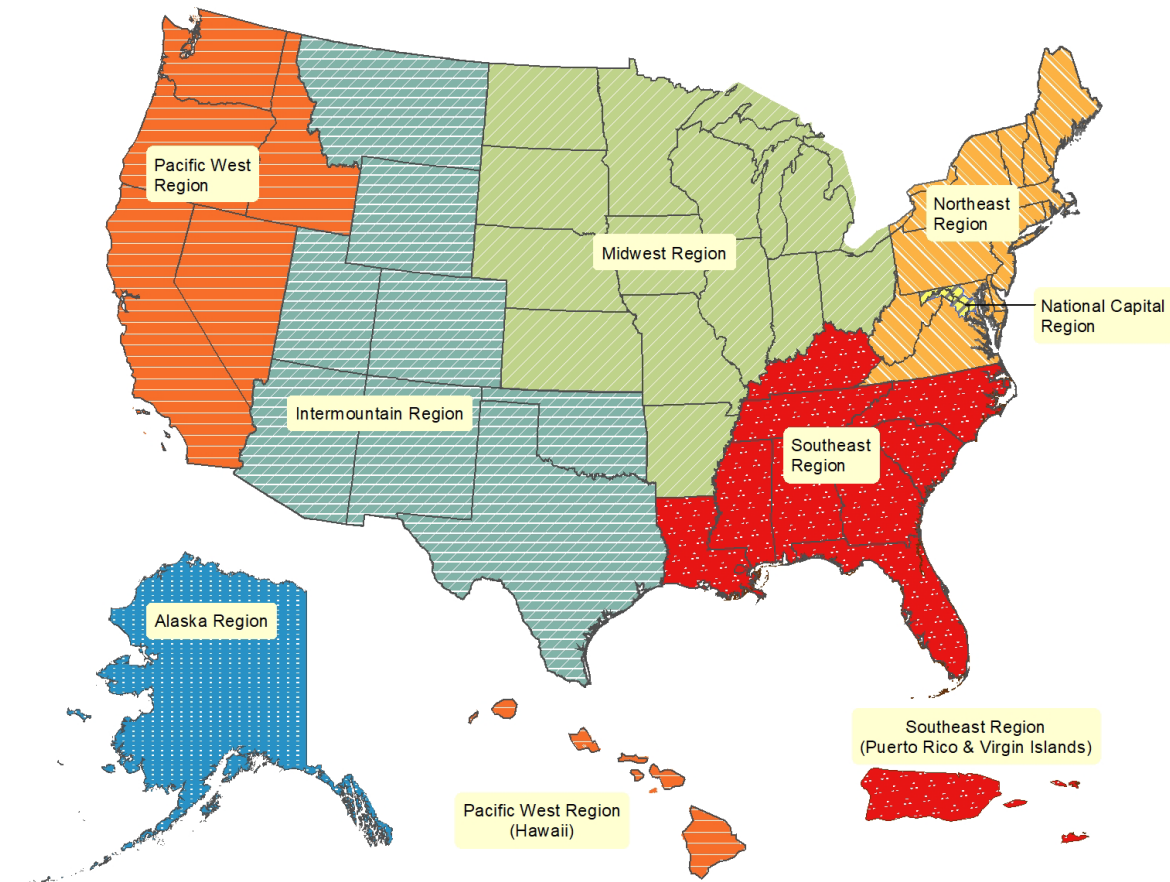 Pacific West
Region
Northeast
Region
Midwest Region
National Capital
Region
Intermountain Region
Southeast
Region
Alaska Region
Southeast Region
(Puerto Rico & Virgin Islands)
Pacific West Region
(Hawaii)